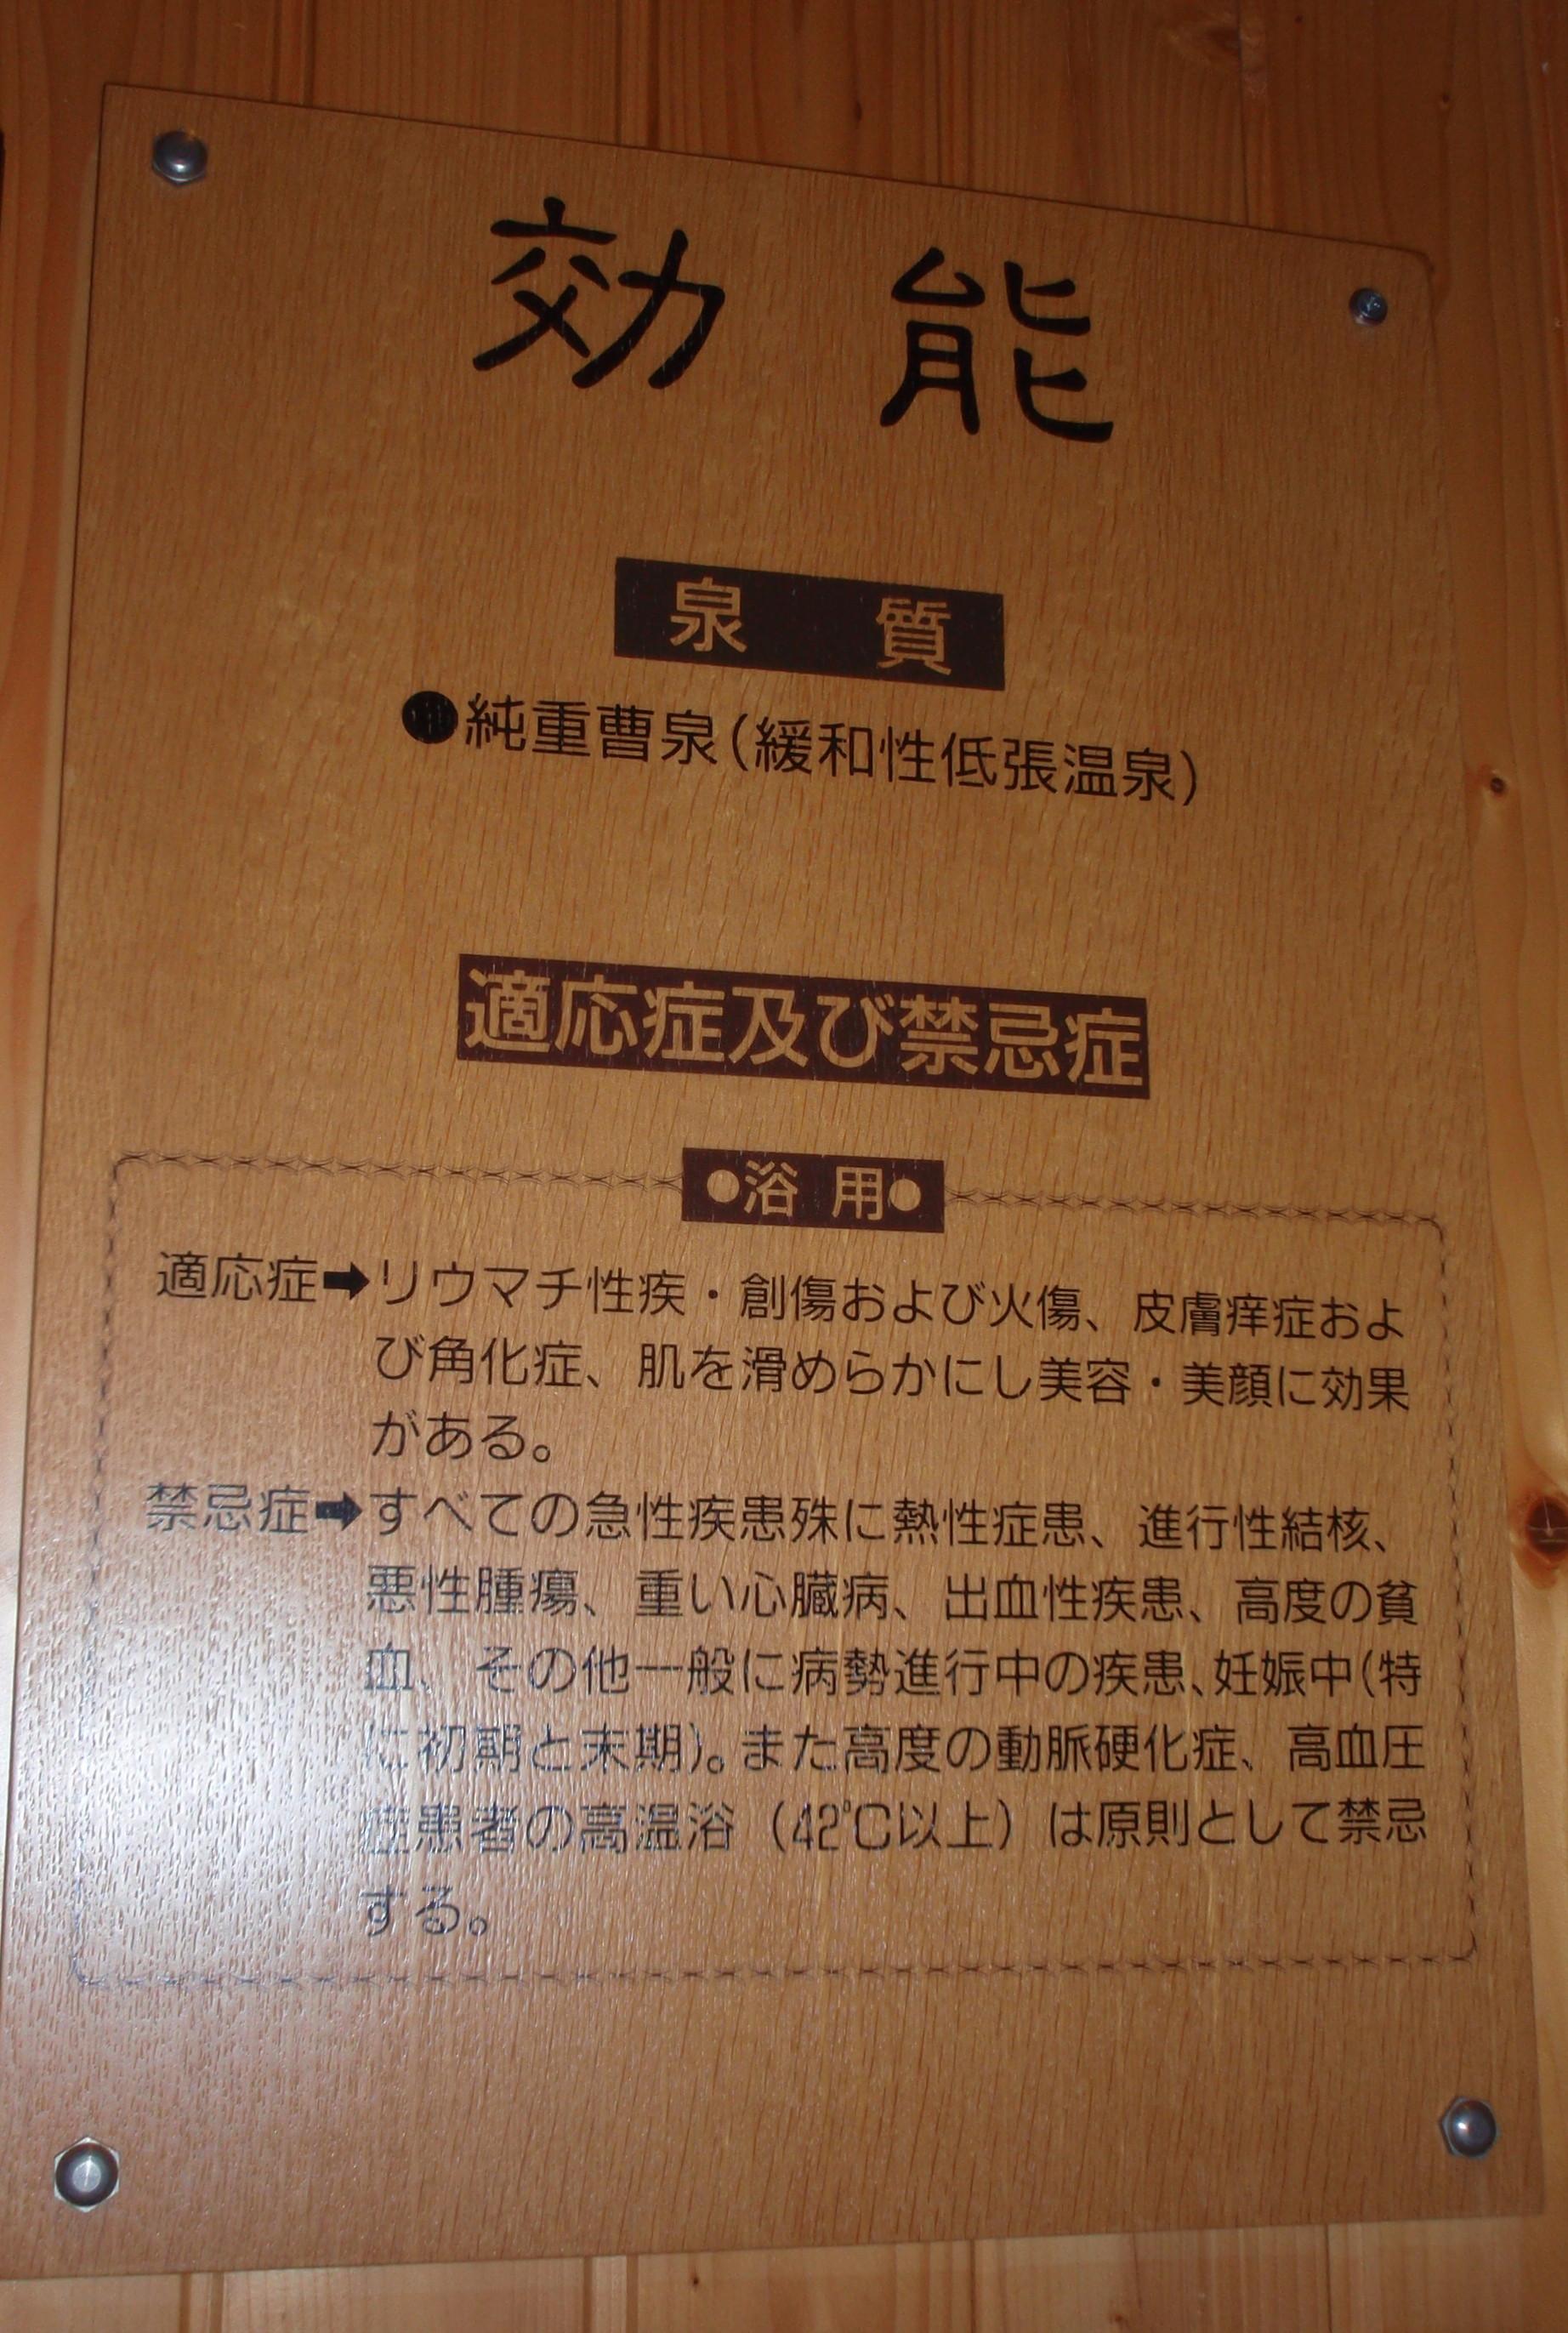 効能
泉質
●純重曹泉(緩和性低張温泉)
適応症及び禁忌症
●浴用●
適応症➡リウマチ性疾・創傷および火傷、皮膚痒症およ
び角化症、肌を滑めらかにし美容・美顔に効果
がある。
禁忌症➡すべての急性疾患殊に熱性症患、進行性結核、
悪性腫瘍、重い心臓病、出血性疾患、高度の貧
血、その他一般に病勢進行中の疾患、妊娠中(特
に初期と末期)。また高度の動脈硬化症、高血圧
症患者の高温浴（42℃以上）は原則として禁忌
する。